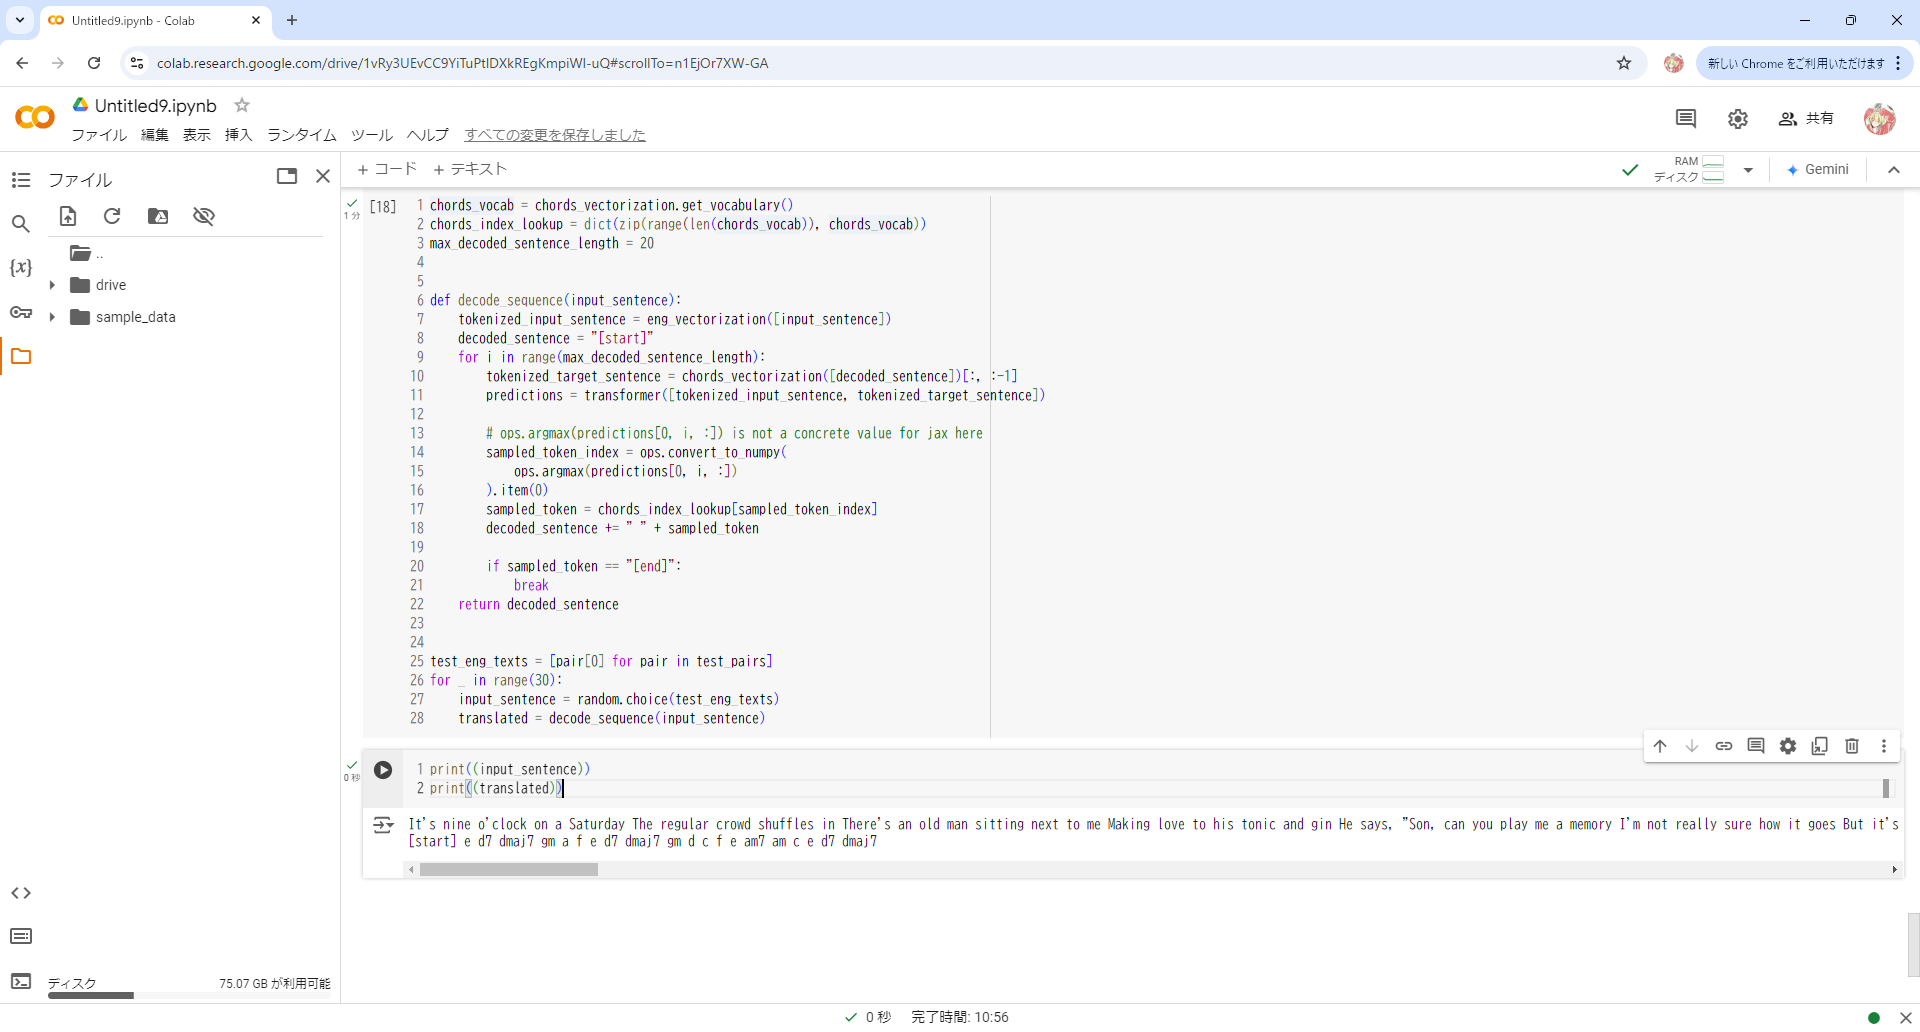 Untitled9.ipynb - Colab
colab.research.google.com/drive/1vRy3UEvCC9YiTuPtIDXkREgKmpiWI-uQ#scrollTo=n1EjOr7XW-GA
新しい Chrome をご利用いただけます
Untitled9.ipynb
ファイル 編集 表示 挿入 ランタイム ツール ヘルプ すべての変更を保存しました
共有
ファイル
+ コード + テキスト
RAM
ディスク
Gemini
..
drive
sample_data
1 分
[18]
1 chords_vocab = chords_vectorization.get_vocabulary()
2 chords_index_lookup = dict(zip(range(len(chords_vocab)), chords_vocab))
3 max_decoded_sentence_length = 20
4
5
6 def decode_sequence(input_sentence):
7     tokenized_input_sentence = eng_vectorization([input_sentence])
8     decoded_sentence = "[start]"
9     for i in range(max_decoded_sentence_length):
10         tokenized_target_sentence = chords_vectorization([decoded_sentence])[:, :-1]
11         predictions = transformer([tokenized_input_sentence, tokenized_target_sentence])
12
13         # ops.argmax(predictions[0, i, :]) is not a concrete value for jax here
14         sampled_token_index = ops.convert_to_numpy(
15             ops.argmax(predictions[0, i, :])
16         ).item(0)
17         sampled_token = chords_index_lookup[sampled_token_index]
18         decoded_sentence += " " + sampled_token
19
20         if sampled_token == "[end]":
21             break
22     return decoded_sentence
23
24
25 test_eng_texts = [pair[0] for pair in test_pairs]
26 for _ in range(30):
27     input_sentence = random.choice(test_eng_texts)
28     translated = decode_sequence(input_sentence)
0 秒
1 print((input_sentence))
2 print((translated))
It's nine o'clock on a Saturday The regular crowd shuffles in There's an old man sitting next to me Making love to his tonic and gin He says, "Son, can you play me a memory I'm not really sure how it goes But it's
[start] e d7 dmaj7 gm a f e d7 dmaj7 gm d c f e am7 am c e d7 dmaj7
ディスク 75.07 GB が利用可能
0 秒 完了時間: 10:56